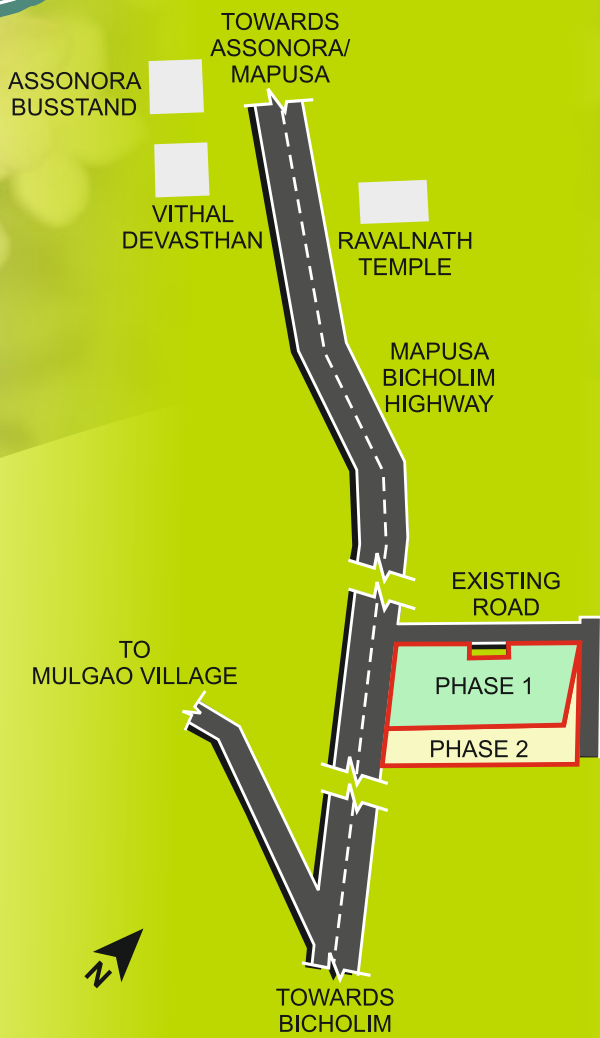 TOWARDS
ASSONORA/
MAPUSA
ASSONORA
BUSSTAND
VITHAL
DEVASTHAN
RAVALNATH
TEMPLE
MAPUSA
BICHOLIM
HIGHWAY
EXISTING
ROAD
TO
MULGAO VILLAGE
PHASE 1
PHASE 2
N
TOWARDS
BICHOLIM